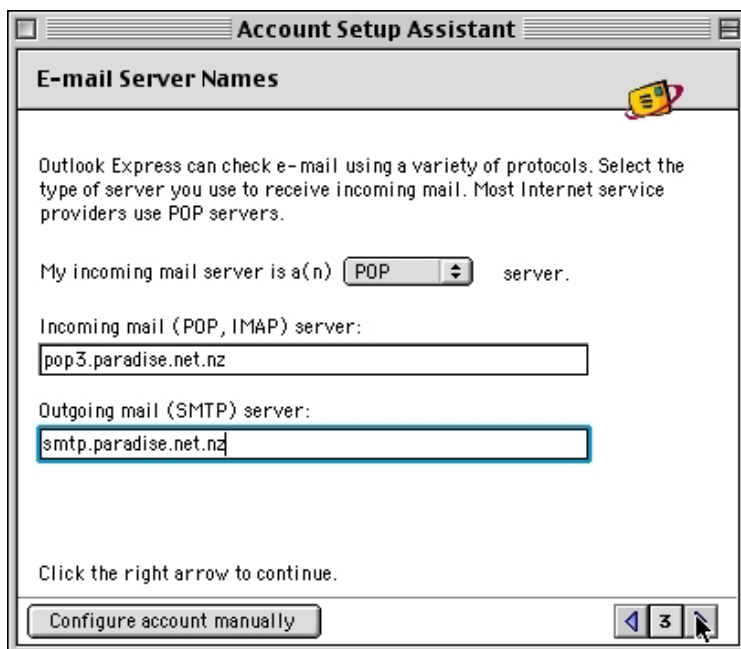 Account Setup Assistant
E-mail Server Names
Outlook Express can check e-mail using a variety of protocols. Select the
type of server you use to receive incoming mail. Most Internet service
providers use POP servers.
My incoming mail server is a(n) POP server.
Incoming mail (POP, IMAP) server:
pop3.paradise.net.nz
Outgoing mail (SMTP) server:
smtp.paradise.net.nz
Click the right arrow to continue.
Configure account manually 3